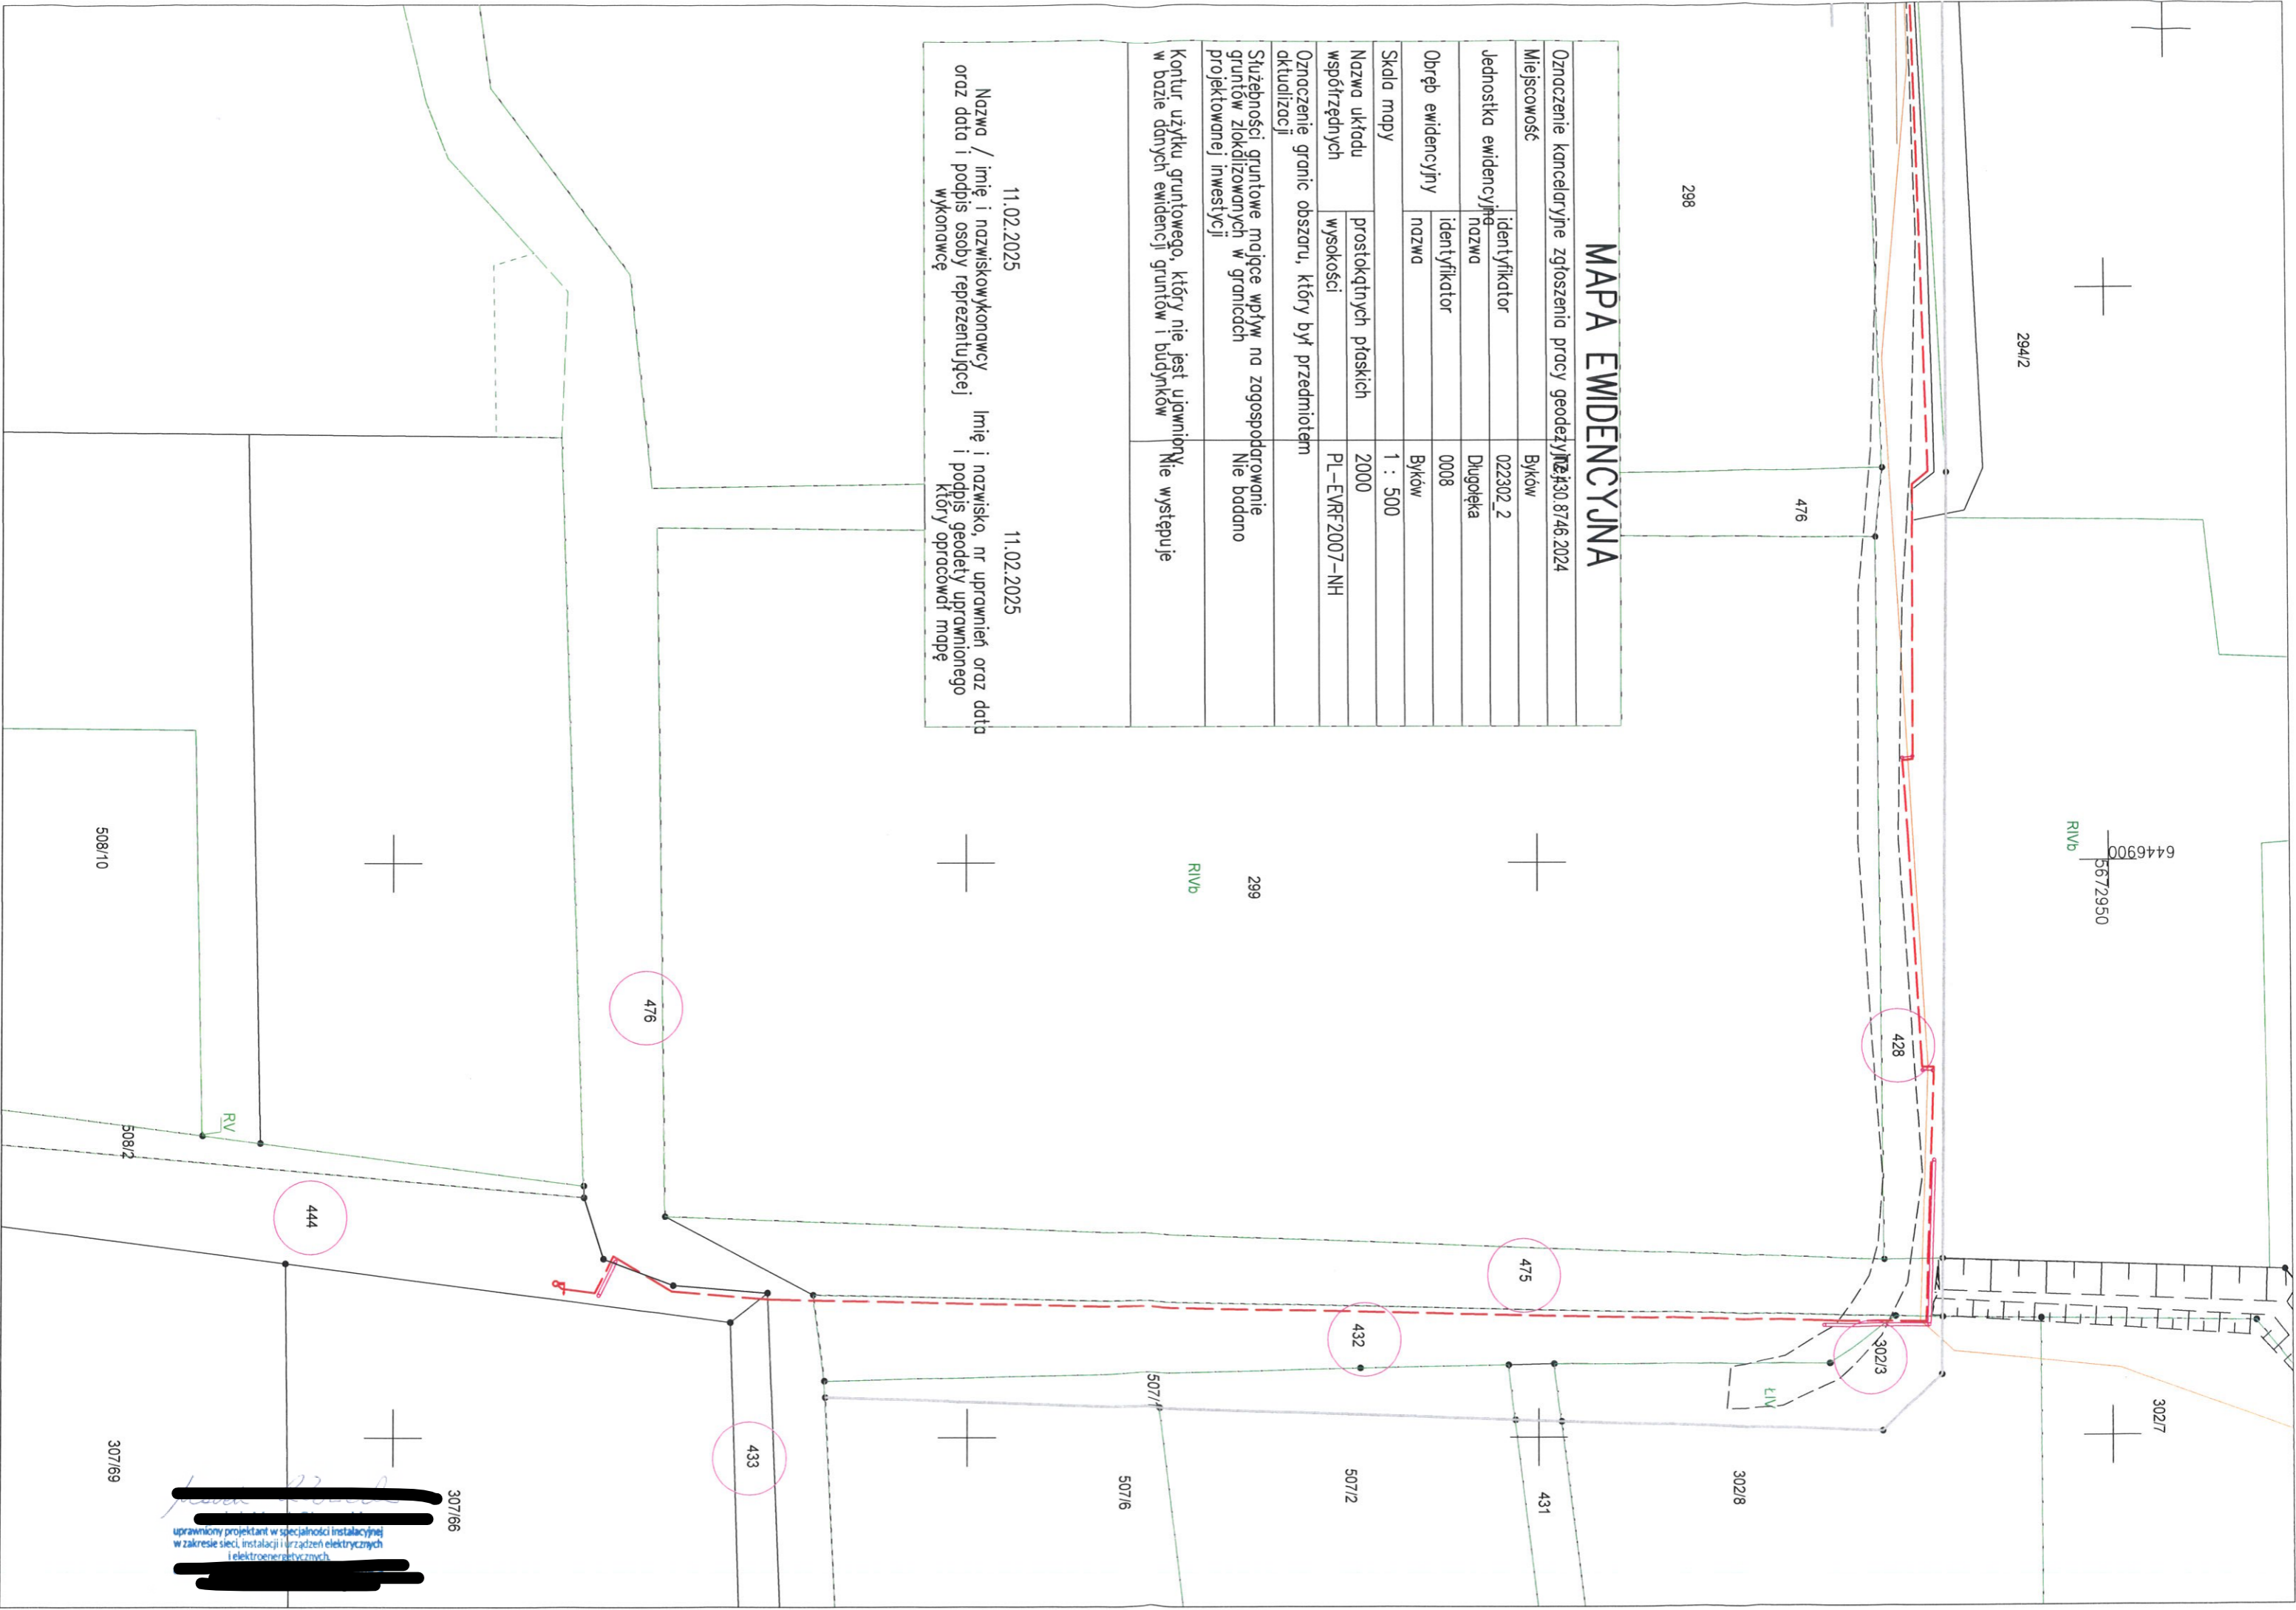 MAPA EWIDENCYJNA
Oznaczenie kancelaryjne zgłoszenia pracy geodezyjnej
430.8746.2024
Miejscowość
Byków
Jednostka ewidencyjna
identyfikator
022302_2
nazwa
Długołęka
Obręb ewidencyjny
identyfikator
0008
nazwa
Byków
Skala mapy
1 : 500
Nazwa układu
współrzędnych
prostokątnych płaskich
2000
wysokości
PL-EVRF2007-NH
Oznaczenie granic obszaru, który był przedmiotem
aktualizacji
Służebności gruntowe mające wpływ na zagospodarowanie
gruntów zlokalizowanych w granicach
projektowanej inwestycji
Nie badano
Kontur użytku gruntowego, który nie jest ujawniony
w bazie danych ewidencji gruntów i budynków
Nie występuje
11.02.2025
11.02.2025
Nazwa / imię i nazwiskowykonawcy
oraz data i podpis osoby reprezentującej
wykonawcę
Imię i nazwisko, nr uprawnień oraz data
i podpis geodety uprawnionego
który opracował mapę
298
294/2
476
RIVb
6446900
5672950
299
RIVb
508/10
476
428
RV
508/2
444
475
432
302/3
ŁIV
302/7
507/1
433
507/6
507/2
431
302/8
307/69
307/66
uprawniony projektant w specjalności instalacyjnej
w zakresie sieci, instalacji i urządzeń elektrycznych
i elektroenergetycznych